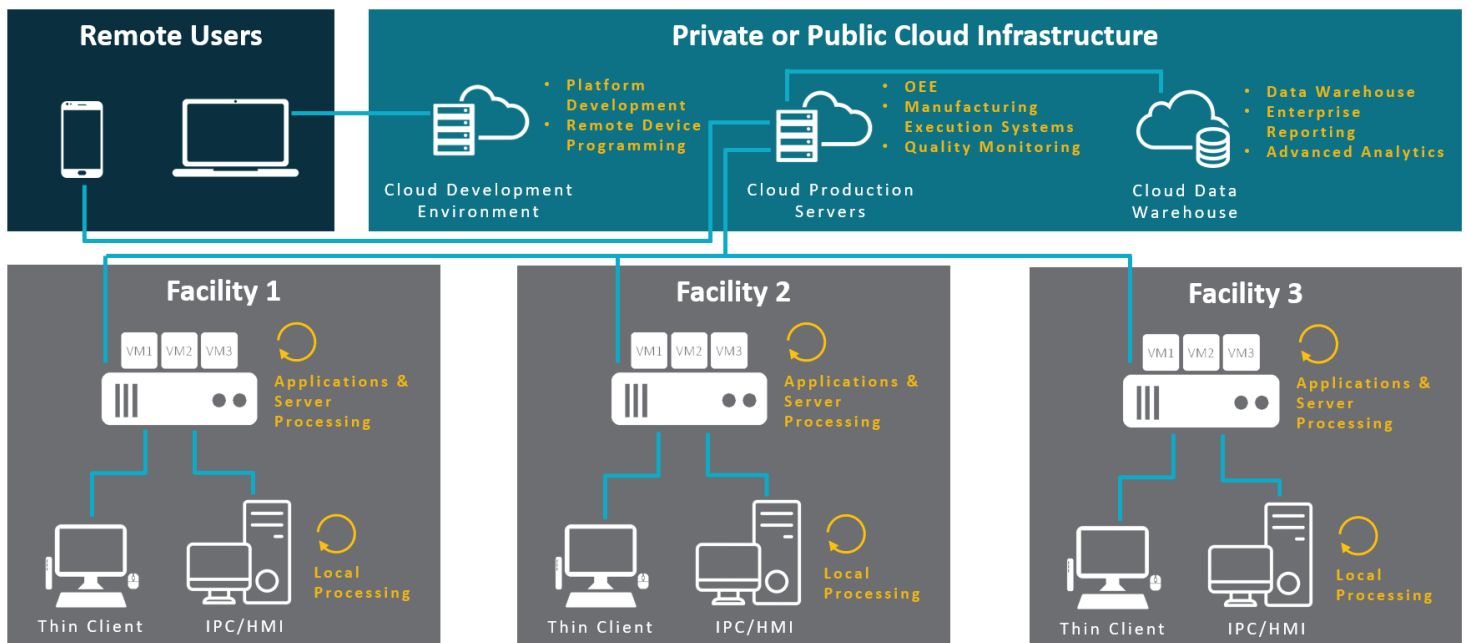 Remote Users
Private or Public Cloud Infrastructure
• Platform
Development
• Remote Device
Programming
Cloud Development
Environment
• OEE
• Manufacturing
Execution Systems
• Quality Monitoring
Cloud Production
Servers
• Data Warehouse
• Enterprise
Reporting
• Advanced Analytics
Cloud Data
Warehouse
Facility 1
VM1 VM2 VM3
Applications &
Server
Processing
Local
Processing
Thin Client IPC/HMI
Facility 2
VM1 VM2 VM3
Applications &
Server
Processing
Local
Processing
Thin Client IPC/HMI
Facility 3
VM1 VM2 VM3
Applications &
Server
Processing
Local
Processing
Thin Client IPC/HMI